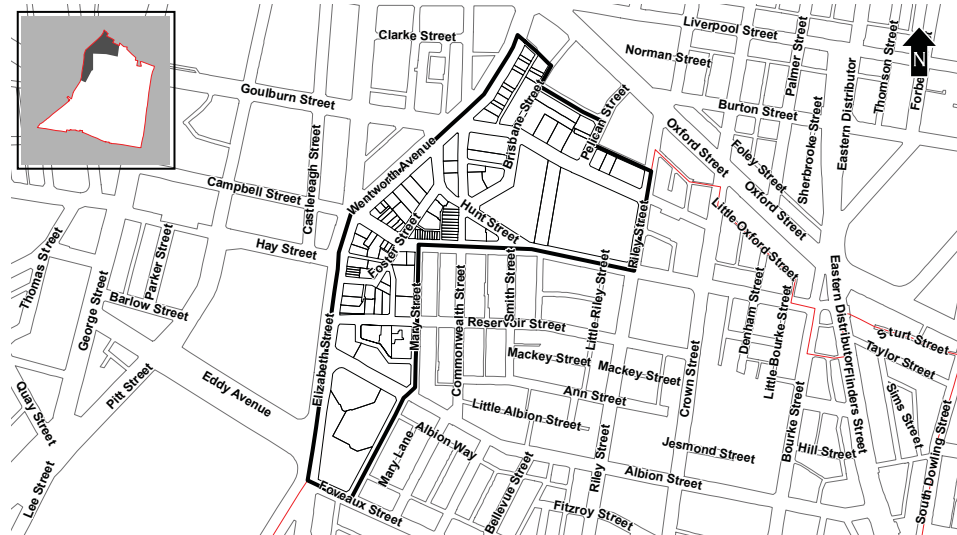 Liverpool Street
Clarke Street
Norman Street
Palmer Street
Thomson Street
N
Goulburn Street
Brisbane Street
Pelican Street
Burton Street
Eastern Distributor
Oxford Street
Foley Street
Sherbrooke Street
Castlereagh Street
Wentworth Avenue
Campbell Street
Oxford Street
Little Oxford Street
Hunt Street
Foster Street
Riley Street
Hay Street
Thomas Street
Parker Street
George Street
Barlow Street
Mary Street
Commonwealth Street
Smith Street
Little Riley Street
Reservoir Street
Denham Street
Little Bourke Street
Eastern Distributor
Flinders Street
Sturt Street
Taylor Street
Elizabeth Street
Mackey Street
Mackey Street
Crown Street
Pitt Street
Eddy Avenue
Ann Street
Quay Street
Little Albion Street
Bourke Street
Sims Street
Albion Way
Mary Lane
Jesmond Street
Hill Street
Riley Street
Albion Street
South Dowling Street
Lee Street
Foveaux Street
Bellevue Street
Fitzroy Street